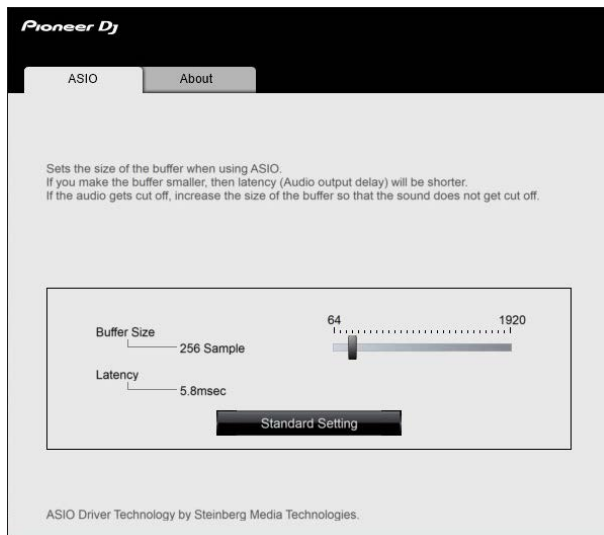 Pioneer Dj
ASIO
About
Sets the size of the buffer when using ASIO.
If you make the buffer smaller, then latency (Audio output delay) will be shorter.
If the audio gets cut off, increase the size of the buffer so that the sound does not get cut off.
64 1920
Buffer Size
256 Sample
Latency
5.8msec
Standard Setting
ASIO Driver Technology by Steinberg Media Technologies.